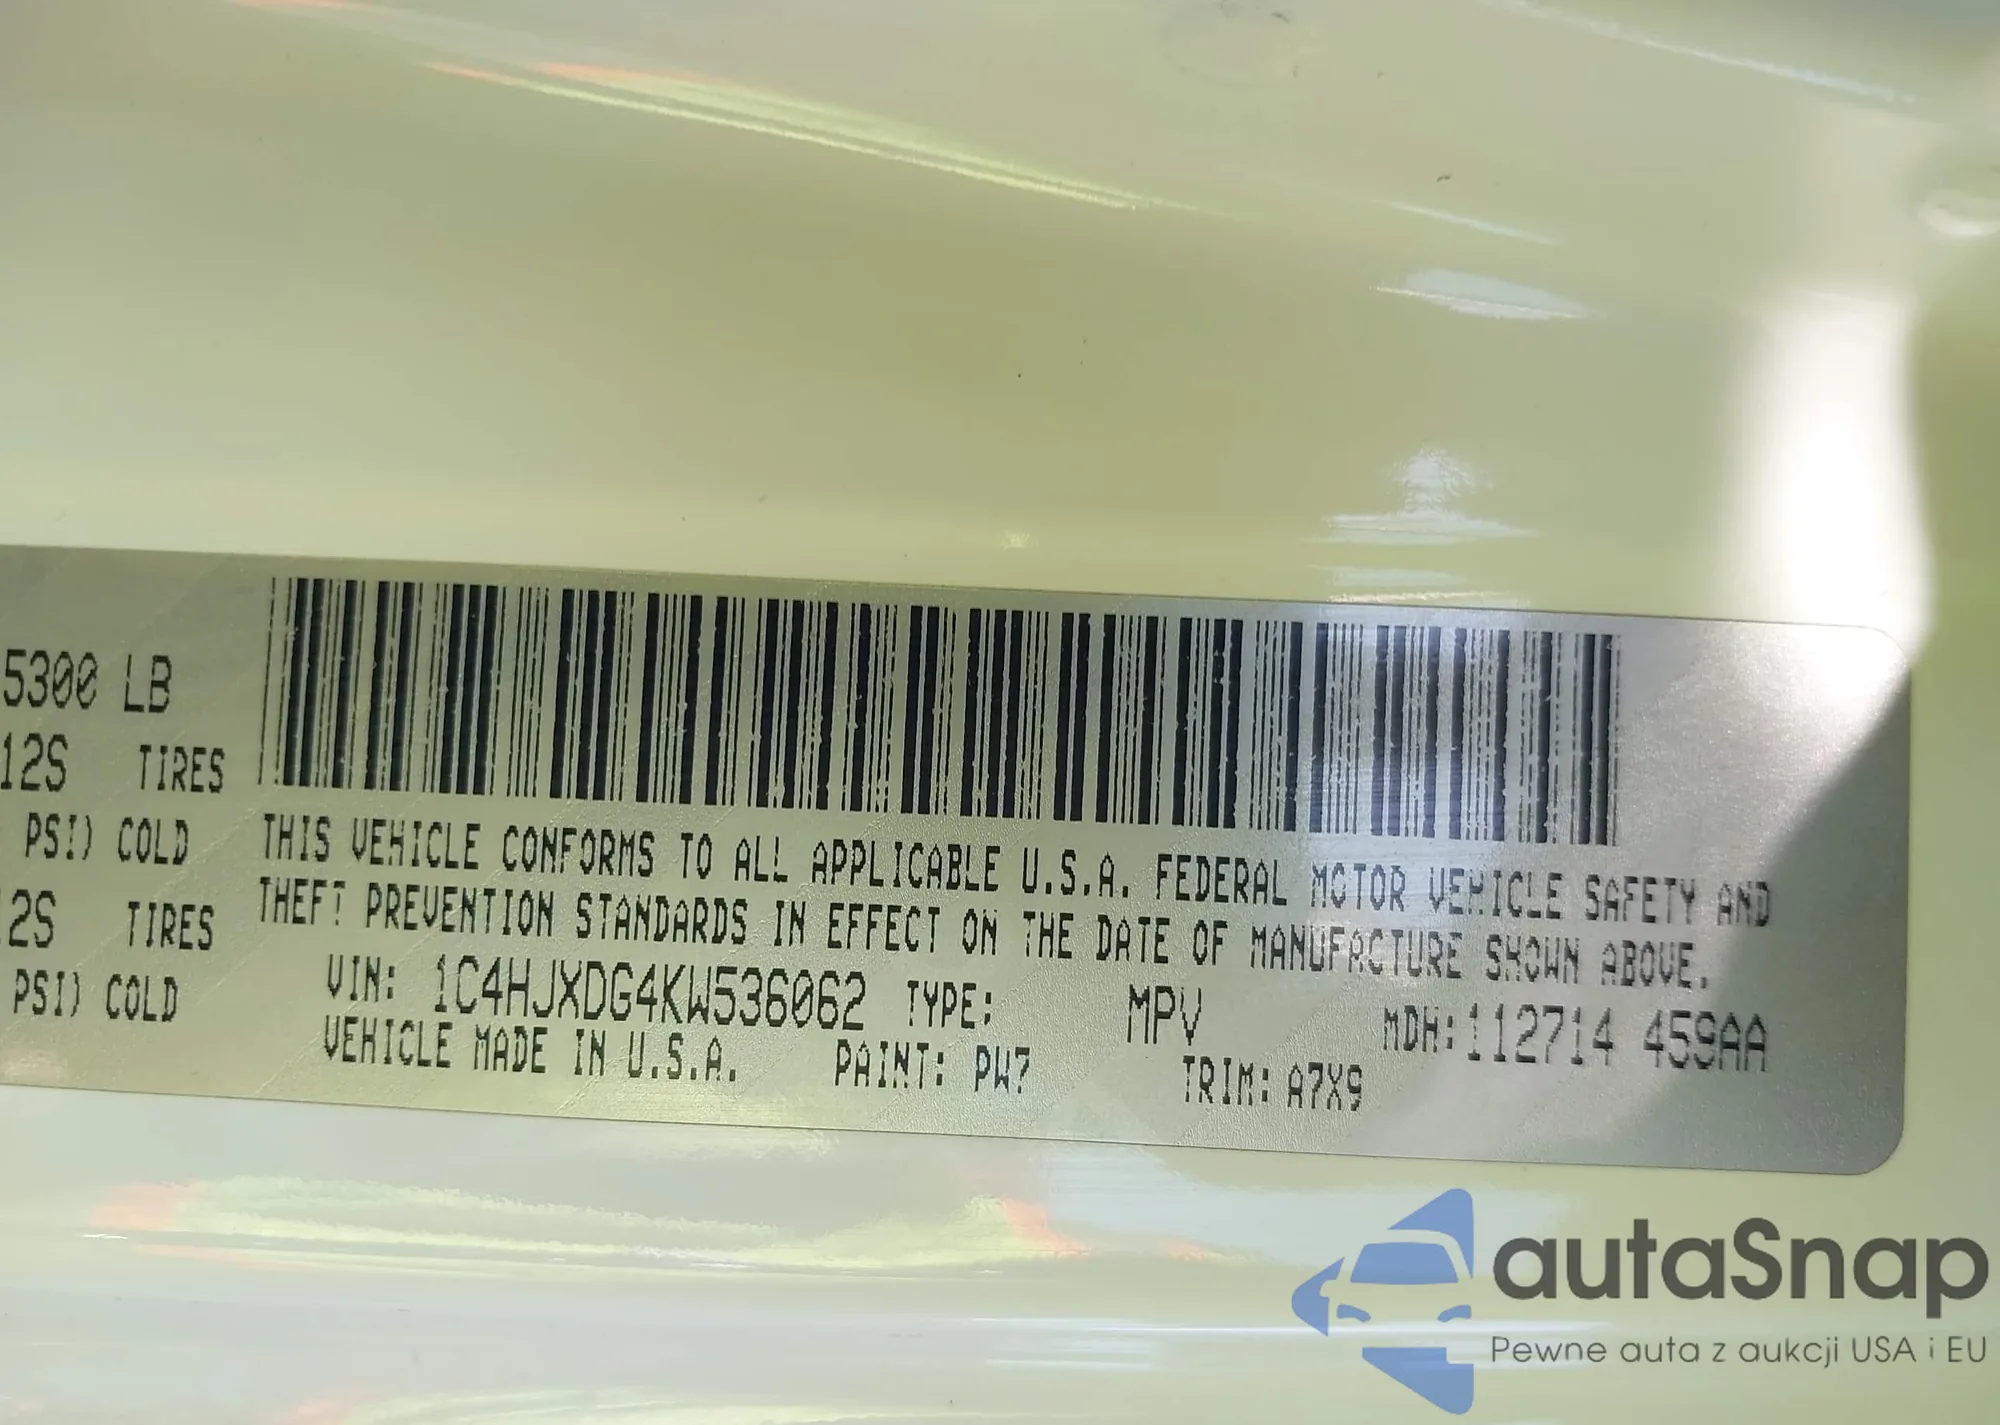 5300 LB
12S TIRES
PSI) COLD
2S TIRES
PSI) COLD
THIS VEHICLE CONFORMS TO ALL APPLICABLE U.S.A. FEDERAL MOTOR VEHICLE SAFETY AND
THEFT PREVENTION STANDARDS IN EFFECT ON THE DATE OF MANUFACTURE SHOWN ABOVE.
VIN: 1C4HJXDG4KW536062 TYPE: MPV MDH:112714 459AA
VEHICLE MADE IN U.S.A. PAINT: PW7 TRIM: A7X9
autaSnap
Pewne auta z aukcji USA i EU